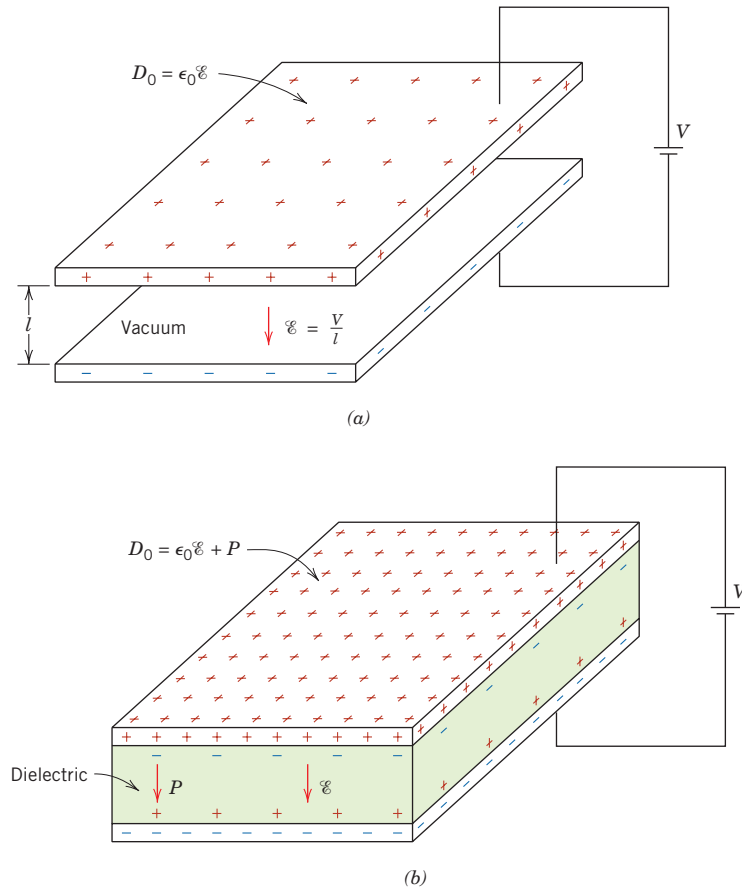 D₀ = ϵ₀ℰ
V
l
Vacuum
ℰ = V/l
(a)
D₀ = ϵ₀ℰ + P
V
Dielectric
P
ℰ
(b)